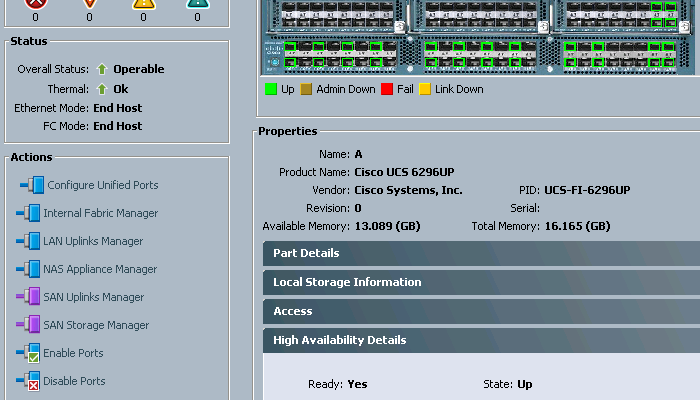 0 0 0 0
Status
Overall Status: Operable
Thermal: Ok
Ethernet Mode: End Host
FC Mode: End Host
Actions
Configure Unified Ports
Internal Fabric Manager
LAN Uplinks Manager
NAS Appliance Manager
SAN Uplinks Manager
SAN Storage Manager
Enable Ports
Disable Ports
Up Admin Down Fail Link Down
Properties
Name: A
Product Name: Cisco UCS 6296UP
Vendor: Cisco Systems, Inc. PID: UCS-FI-6296UP
Revision: 0 Serial:
Available Memory: 13.089 (GB) Total Memory: 16.165 (GB)
Part Details
Local Storage Information
Access
High Availability Details
Ready: Yes State: Up